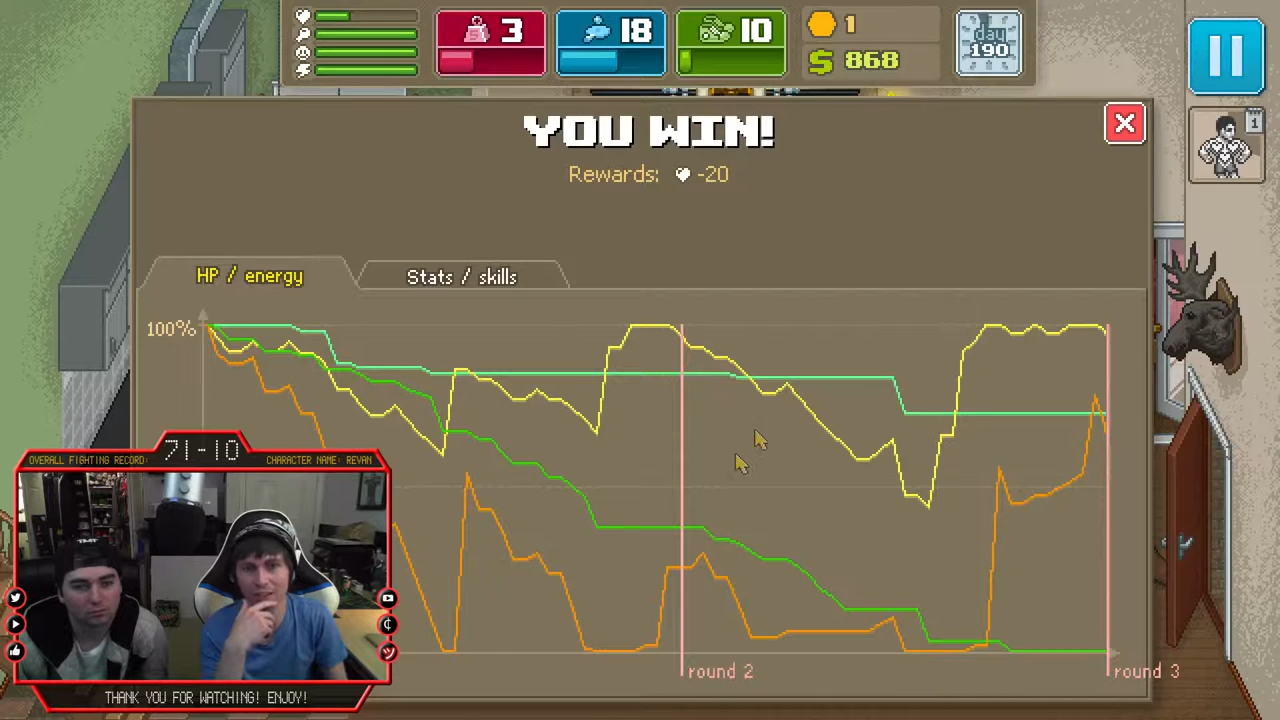 3
18
10
1
$ 868
day
190
1
YOU WIN!
Rewards: -20
HP / energy
Stats / skills
100%
71-10
OVERALL FIGHTING RECORD:
CHARACTER NAME: REVAN
TMT
round 2
round 3
THANK YOU FOR WATCHING! ENJOY!